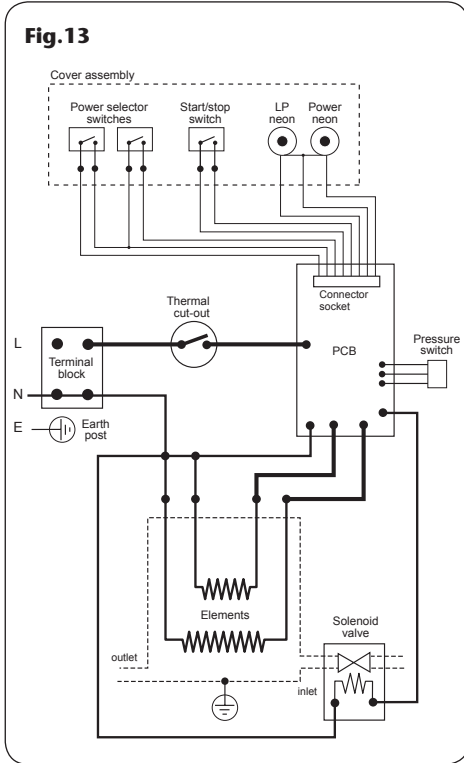 Fig.13
Cover assembly
Power selector
switches
Start/stop
switch
LP
neon
Power
neon
Connector
socket
Thermal
cut-out
L
Terminal
block
PCB
Pressure
switch
N
E
Earth
post
Elements
Solenoid
valve
outlet
inlet